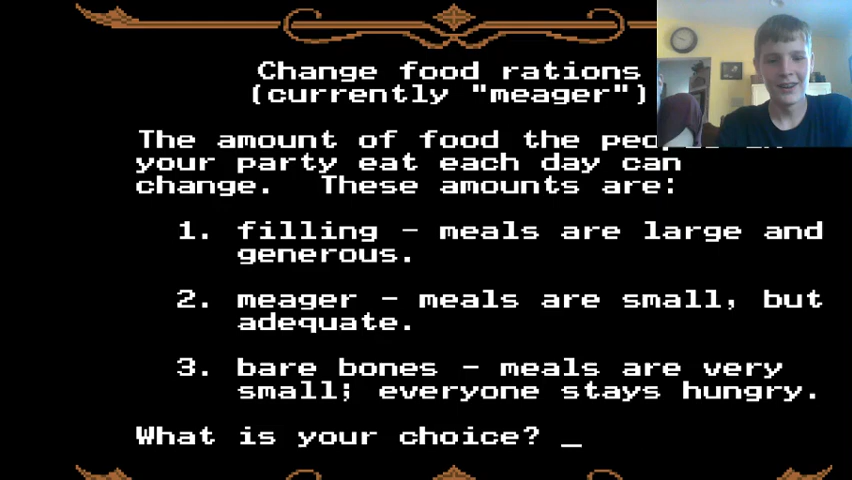 Change food rations
(currently "meager")
The amount of food the
your party eat each day can
change. These amounts are:
1. filling - meals are large and
generous.
2. meager - meals are small, but
adequate.
3. bare bones - meals are very
small; everyone stays hungry.
What is your choice? _